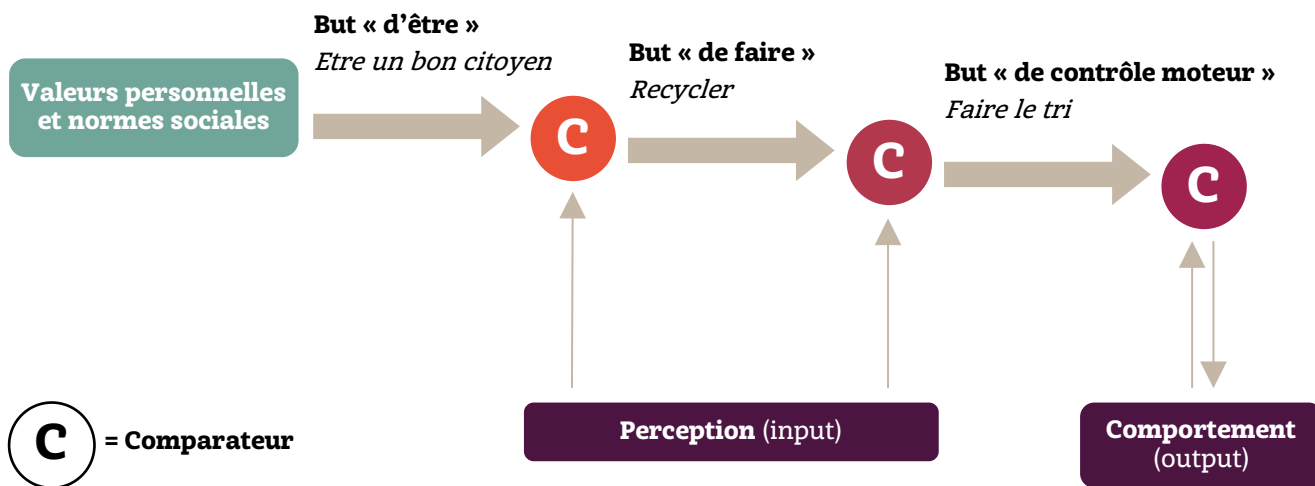 But « d’être »
Etre un bon citoyen
But « de faire »
Recycler
But « de contrôle moteur »
Faire le tri
Valeurs personnelles
et normes sociales
C
C
C
Perception (input)
Comportement
(output)
C = Comparateur